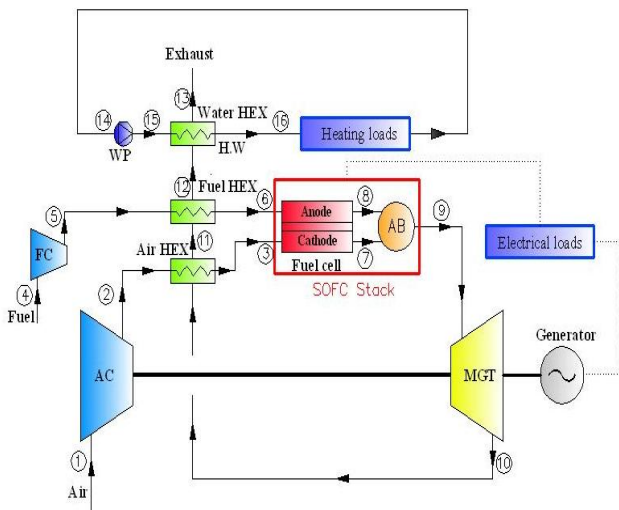 Exhaust
13
Water HEX
14
15
16
WP
H.W
Heating loads
12
Fuel HEX
6
8
9
5
Anode
AB
Cathode
Electrical loads
FC
11
Air HEX
3
7
Fuel cell
4
2
SOFC Stack
Fuel
Generator
AC
MGT
1
10
Air